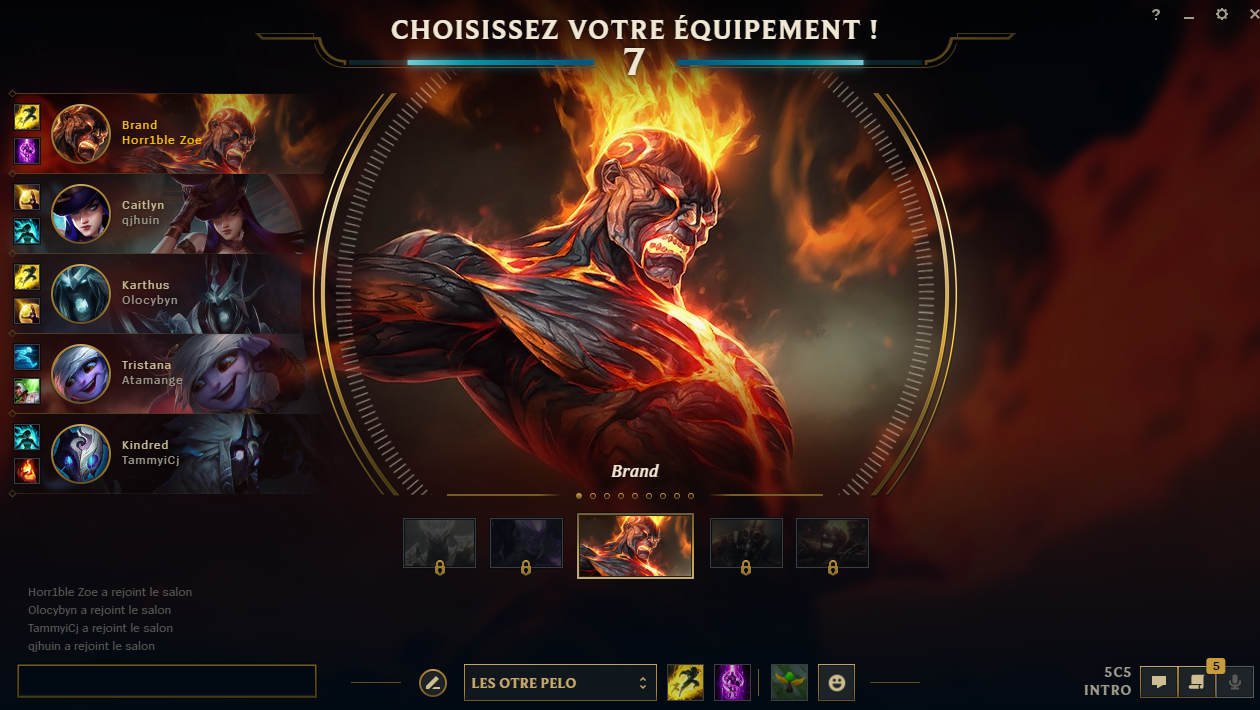 CHOISISSEZ VOTRE ÉQUIPEMENT !
7
Brand
Horr1ble Zoe
Caitlyn
qjhuin
Karthus
Olocybyn
Tristana
Atamange
Kindred
TammyiCj
Brand
Horr1ble Zoe a rejoint le salon
Olocybyn a rejoint le salon
TammyiCj a rejoint le salon
qjhuin a rejoint le salon
LES OTRE PELO
5C5
INTRO
5